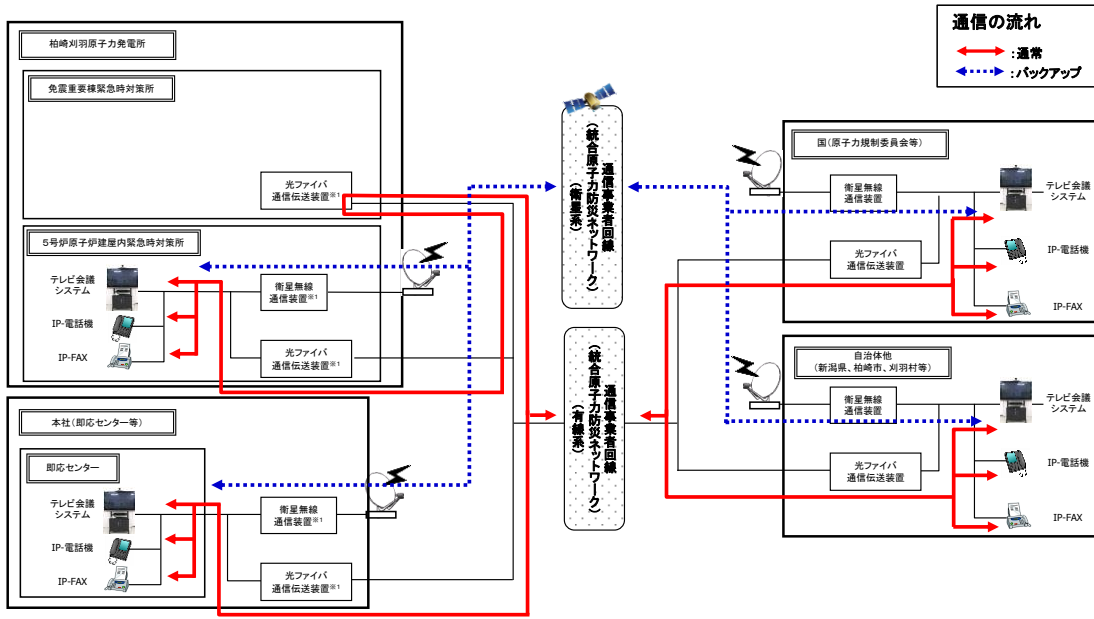 通信の流れ
:通常
:バックアップ
柏崎刈羽原子力発電所
免震重要棟緊急時対策所
光ファイバ
通信伝送装置※1
5号炉原子炉建屋内緊急時対策所
テレビ会議
システム
IP-電話機
IP-FAX
衛星無線
通信装置※1
光ファイバ
通信伝送装置※1
本社(即応センター等)
即応センター
テレビ会議
システム
IP-電話機
IP-FAX
衛星無線
通信装置※1
光ファイバ
通信伝送装置※1
通信事業者回線
(統合原子力防災ネットワーク)
(衛星系)
通信事業者回線
(統合原子力防災ネットワーク)
(有線系)
国(原子力規制委員会等)
衛星無線
通信装置
光ファイバ
通信伝送装置
テレビ会議
システム
IP-電話機
IP-FAX
自治体他
(新潟県、柏崎市、刈羽村等)
衛星無線
通信装置
光ファイバ
通信伝送装置
テレビ会議
システム
IP-電話機
IP-FAX